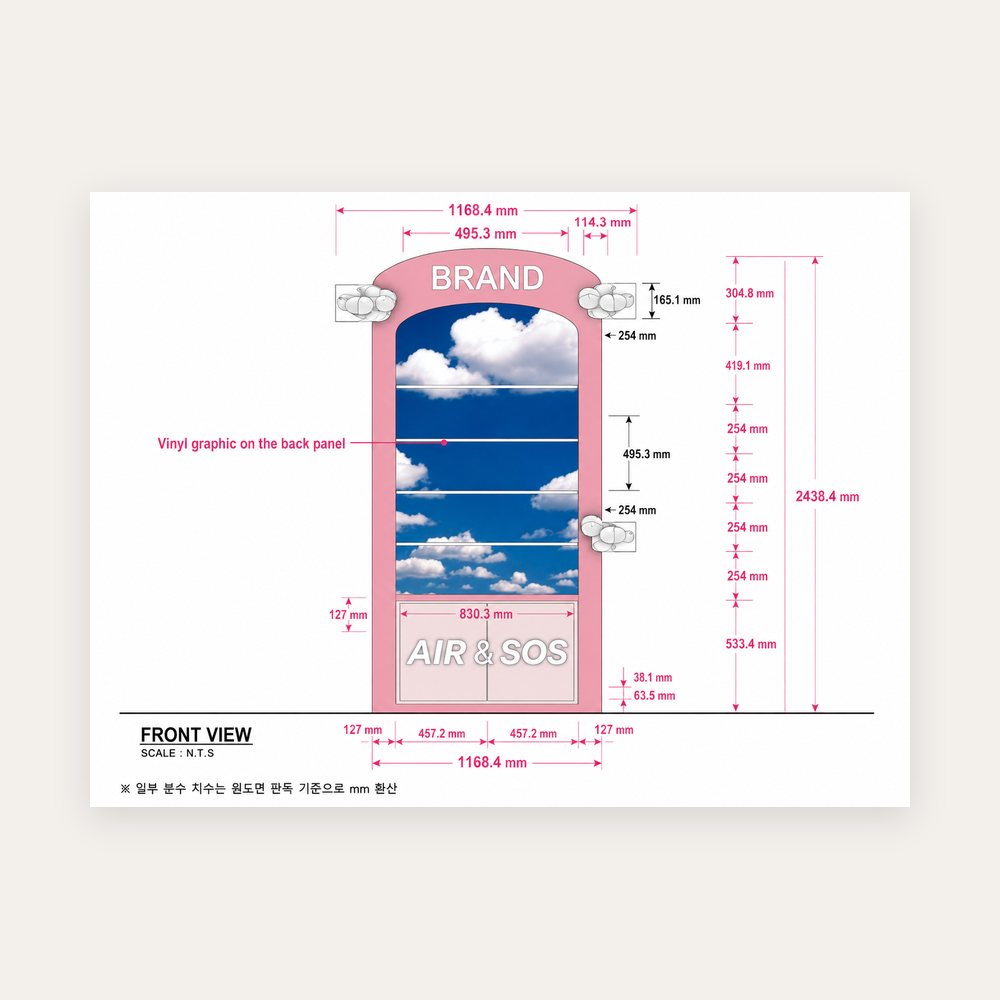 1168.4 mm
495.3 mm
114.3 mm
BRAND
165.1 mm
304.8 mm
254 mm
419.1 mm
254 mm
Vinyl graphic on the back panel
495.3 mm
254 mm
2438.4 mm
254 mm
254 mm
254 mm
127 mm
830.3 mm
533.4 mm
AIR & SOS
38.1 mm
63.5 mm
FRONT VIEW
SCALE : N.T.S
127 mm
457.2 mm
457.2 mm
127 mm
1168.4 mm
※ 일부 분수 치수는 원도면 판독 기준으로 mm 환산